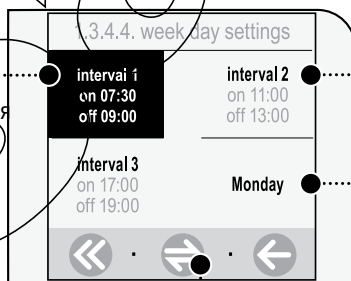 1.3.4.4. week day settings
interval 1
on 07:30
off 09:00
interval 2
on 11:00
off 13:00
interval 3
on 17:00
off 19:00
Monday
я